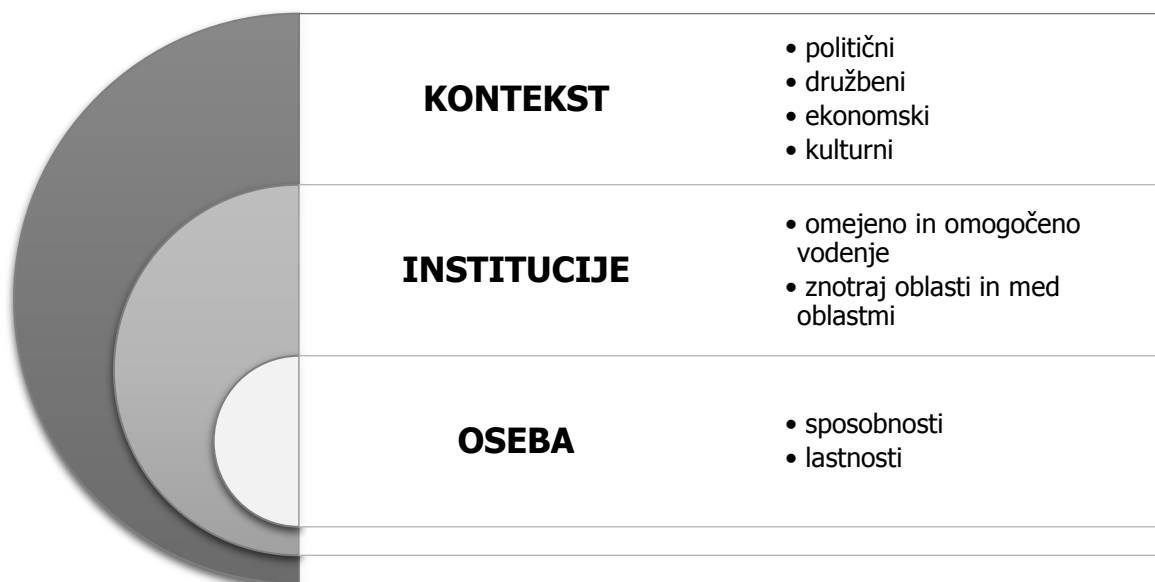 KONTEKST
• politični
• družbeni
• ekonomski
• kulturni
INSTITUCIJE
• omejeno in omogočeno
vodenje
• znotraj oblasti in med
oblastmi
OSEBA
• sposobnosti
• lastnosti